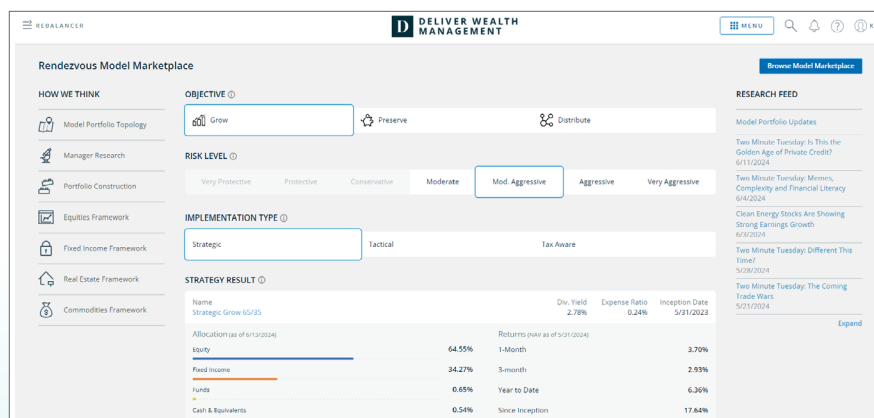 REBALANCER
DELIVER WEALTH
MANAGEMENT
MENU
K
Rendezvous Model Marketplace
Browse Model Marketplace
HOW WE THINK
Model Portfolio Topology
Manager Research
Portfolio Construction
Equities Framework
Fixed Income Framework
Real Estate Framework
Commodities Framework
OBJECTIVE
Grow
Preserve
Distribute
RISK LEVEL
Very Protective
Protective
Conservative
Moderate
Mod. Aggressive
Aggressive
Very Aggressive
IMPLEMENTATION TYPE
Strategic
Tactical
Tax Aware
STRATEGY RESULT
Name Div. Yield Expense Ratio Inception Date
Strategic Grow 65/35 2.78% 0.24% 5/31/2023
Allocation (as of 6/13/2024)
Equity 64.55%
Fixed Income 34.27%
Funds 0.65%
Cash & Equivalents 0.54%
Returns (NAV as of 5/31/2024)
1-Month 3.70%
3-month 2.93%
Year to Date 6.36%
Since Inception 17.64%
RESEARCH FEED
Model Portfolio Updates
Two Minute Tuesday: Is This the
Golden Age of Private Credit?
6/11/2024
Two Minute Tuesday: Memes,
Complexity and Financial Literacy
6/4/2024
Clean Energy Stocks Are Showing
Strong Earnings Growth
6/3/2024
Two Minute Tuesday: Different This
Time?
5/28/2024
Two Minute Tuesday: The Coming
Trade Wars
5/21/2024
Expand